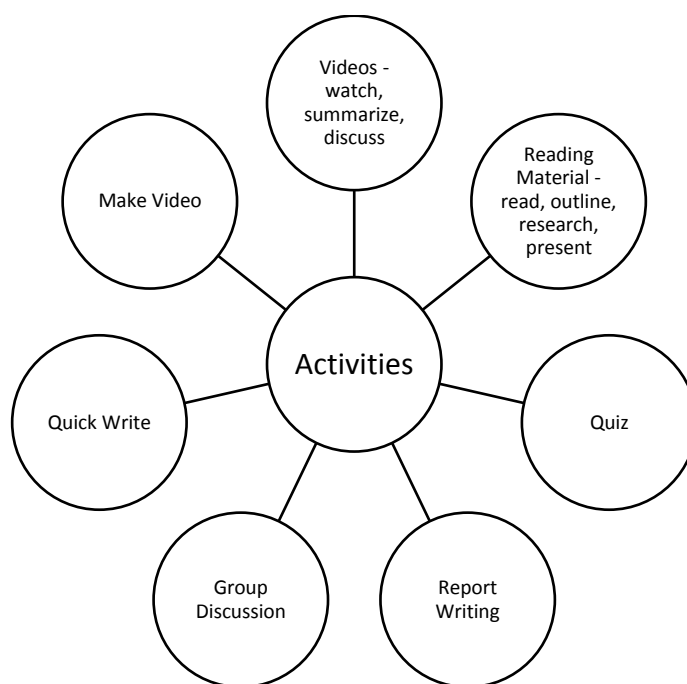 Videos -
watch,
summarize,
discuss
Reading
Material -
read, outline,
research,
present
Make Video
Activities
Quick Write
Quiz
Group
Discussion
Report
Writing